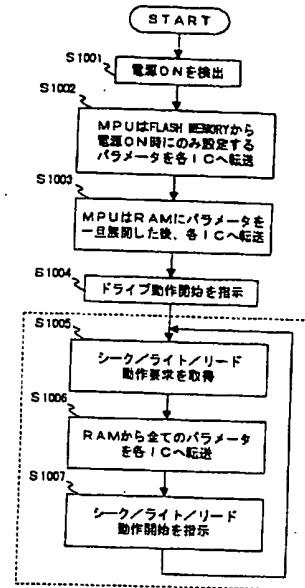 START
S1001
電源ONを検出
S1002
MPUはFLASH MEMORYから
電源ON時にのみ設定する
パラメータを各ICへ転送
S1003
MPUはRAMにパラメータを
一旦展開した後、各ICへ転送
S1004
ドライブ動作開始を指示
S1005
シーク/ライト/リード
動作要求を取得
S1006
RAMから全てのパラメータ
を各ICへ転送
S1007
シーク/ライト/リード
動作開始を指示